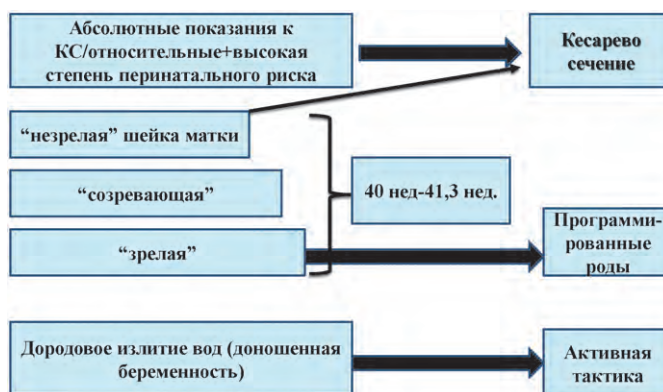 Абсолютные показания к
КС/относительные+высокая
степень перинатального риска
Кесарево
сечение
“незрелая” шейка матки
“созревающая”
40 нед-41,3 нед.
“зрелая”
Программи-
рованные
роды
Дородовое излитие вод (доношенная
беременность)
Активная
тактика